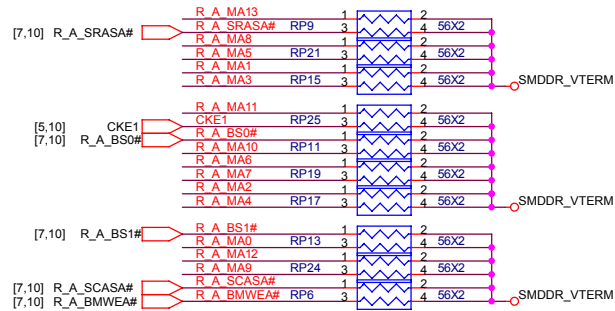 R_A_MA13 1 2
[7,10] R_A_SRASA# R_A_SRASA# RP9 3 4 56X2
R_A_MA8 1 2
R_A_MA5 RP21 3 4 56X2
R_A_MA1 1 2
R_A_MA3 RP15 3 4 56X2 SMDDR_VTERM
R_A_MA11 1 2
[5,10] CKE1 CKE1 RP25 3 4 56X2
[7,10] R_A_BS0# R_A_BS0# 1 2
R_A_MA10 RP11 3 4 56X2
R_A_MA6 1 2
R_A_MA7 RP19 3 4 56X2
R_A_MA2 1 2
R_A_MA4 RP17 3 4 56X2 SMDDR_VTERM
[7,10] R_A_BS1# R_A_BS1# 1 2
R_A_MA0 RP13 3 4 56X2
R_A_MA12 1 2
R_A_MA9 RP24 3 4 56X2
[7,10] R_A_SCASA# R_A_SCASA# 1 2
[7,10] R_A_BMWEA# R_A_BMWEA# RP6 3 4 56X2 SMDDR_VTERM